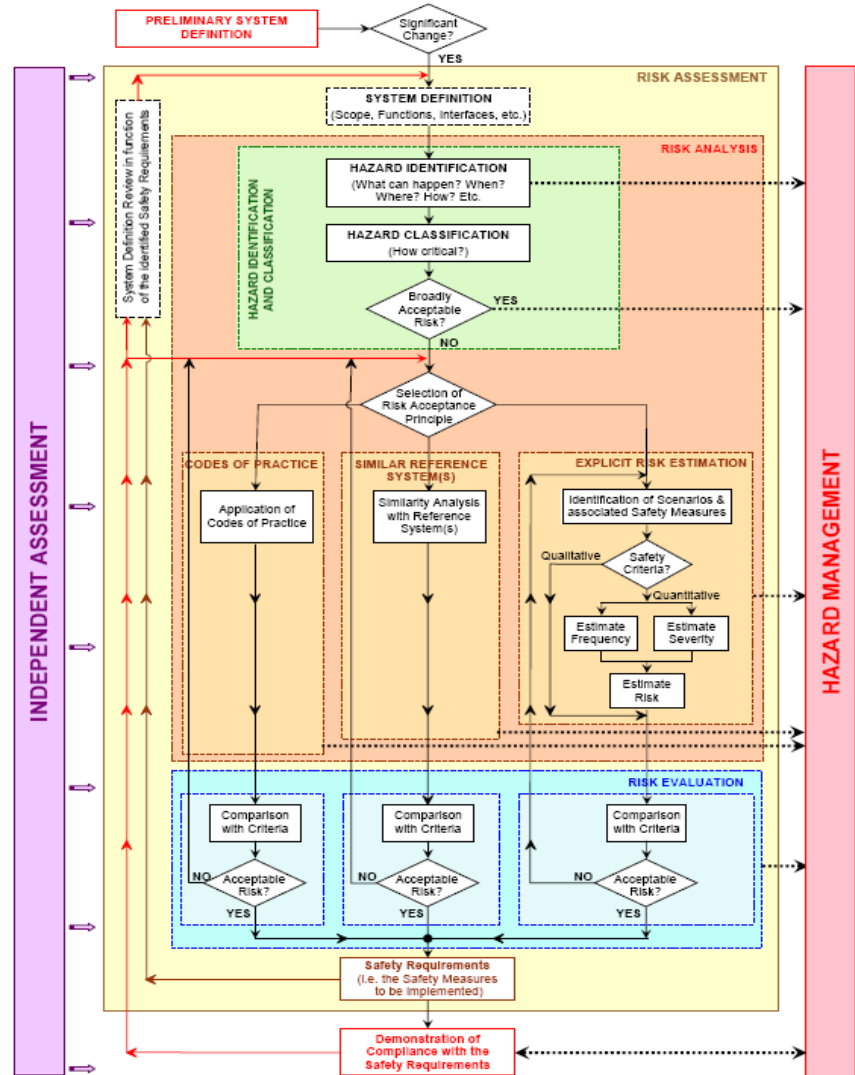 PRELIMINARY SYSTEM
DEFINITION
Significant
Change?
YES
RISK ASSESSMENT
SYSTEM DEFINITION
(Scope, Functions, Interfaces, etc.)
RISK ANALYSIS
HAZARD IDENTIFICATION
(What can happen? When?
Where? How? Etc.
HAZARD CLASSIFICATION
(How critical?)
Broadly
Acceptable
Risk?
YES
NO
HAZARD IDENTIFICATION
AND CLASSIFICATION
System Definition Review in function
of the identified Safety Requirements
INDEPENDENT ASSESSMENT
HAZARD MANAGEMENT
Selection of
Risk Acceptance
Principle
CODES OF PRACTICE
Application of
Codes of Practice
SIMILAR REFERENCE
SYSTEM(S)
Similarity Analysis
with Reference
System(s)
EXPLICIT RISK ESTIMATION
Identification of Scenarios &
associated Safety Measures
Qualitative
Safety
Criteria?
Quantitative
Estimate
Frequency
Estimate
Severity
Estimate
Risk
RISK EVALUATION
Comparison
with Criteria
NO
Acceptable
Risk?
YES
Comparison
with Criteria
NO
Acceptable
Risk?
YES
Comparison
with Criteria
NO
Acceptable
Risk?
YES
Safety Requirements
(i.e. the Safety Measures
to be implemented)
Demonstration of
Compliance with the
Safety Requirements